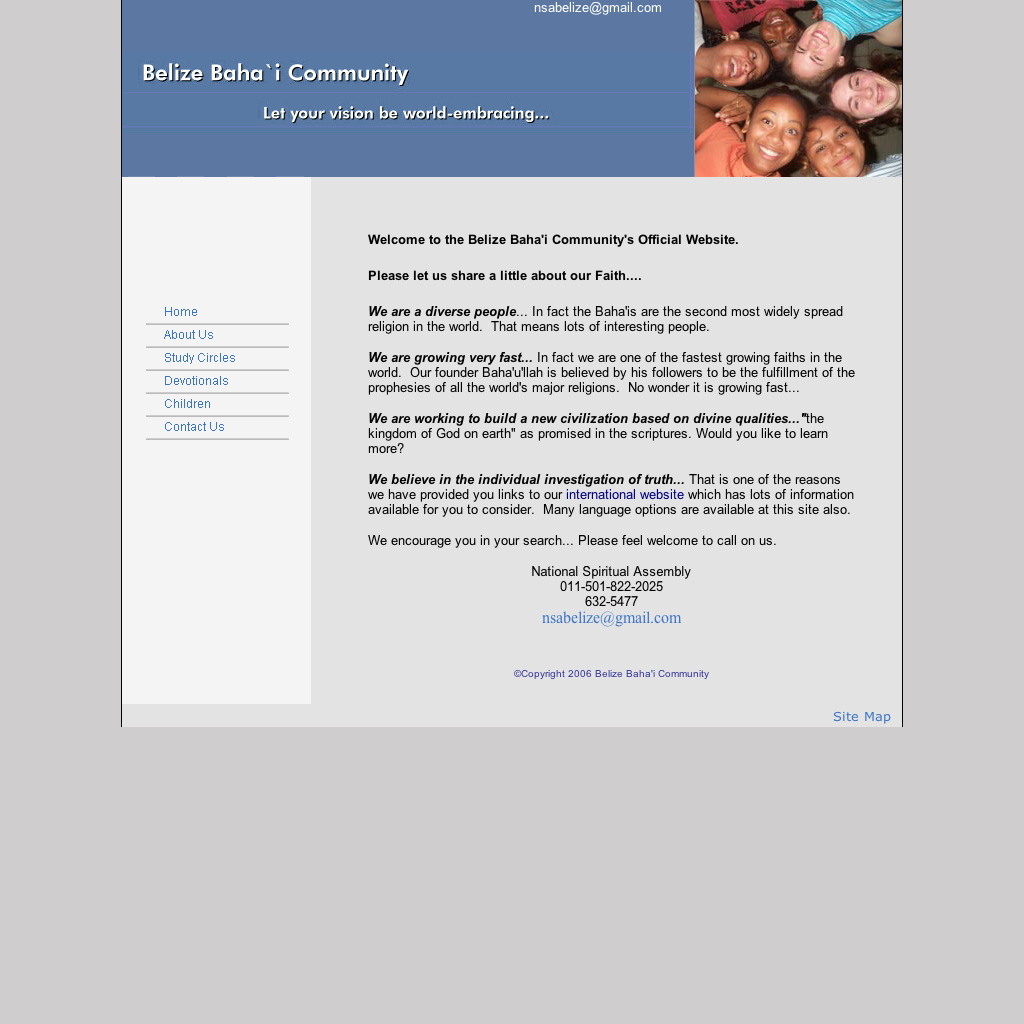 nsabelize@gmail.com
Belize Baha`i Community
Let your vision be world-embracing...
Home
About Us
Study Circles
Devotionals
Children
Contact Us
Welcome to the Belize Baha'i Community's Official Website.
Please let us share a little about our Faith....
We are a diverse people... In fact the Baha'is are the second most widely spread
religion in the world.  That means lots of interesting people.
We are growing very fast... In fact we are one of the fastest growing faiths in the
world.  Our founder Baha'u'llah is believed by his followers to be the fulfillment of the
prophesies of all the world's major religions.  No wonder it is growing fast...
We are working to build a new civilization based on divine qualities..."the
kingdom of God on earth" as promised in the scriptures. Would you like to learn
more?
We believe in the individual investigation of truth... That is one of the reasons
we have provided you links to our international website which has lots of information
available for you to consider.  Many language options are available at this site also.
We encourage you in your search... Please feel welcome to call on us.
National Spiritual Assembly
011-501-822-2025
632-5477
nsabelize@gmail.com
©Copyright 2006 Belize Baha'i Community
Site Map